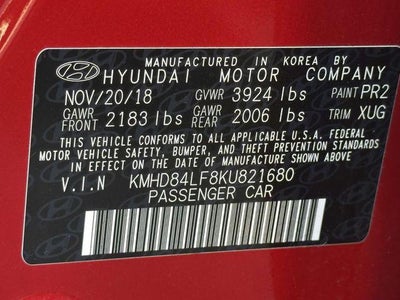 MANUFACTURED IN KOREA BY
HYUNDAI MOTOR COMPANY
NOV/20/18 GVWR 3924 lbs PAINT PR2
GAWR FRONT 2183 lbs GAWR REAR 2006 lbs TRIM XUG
THIS VEHICLE CONFORMS TO ALL APPLICABLE U.S.A. FEDERAL
MOTOR VEHICLE SAFETY, BUMPER, AND THEFT PREVENTION STANDARDS
IN EFFECT ON THE DATE OF MANUFACTURE SHOWN ABOVE.
V.I.N KMHD84LF8KU821680
PASSENGER CAR